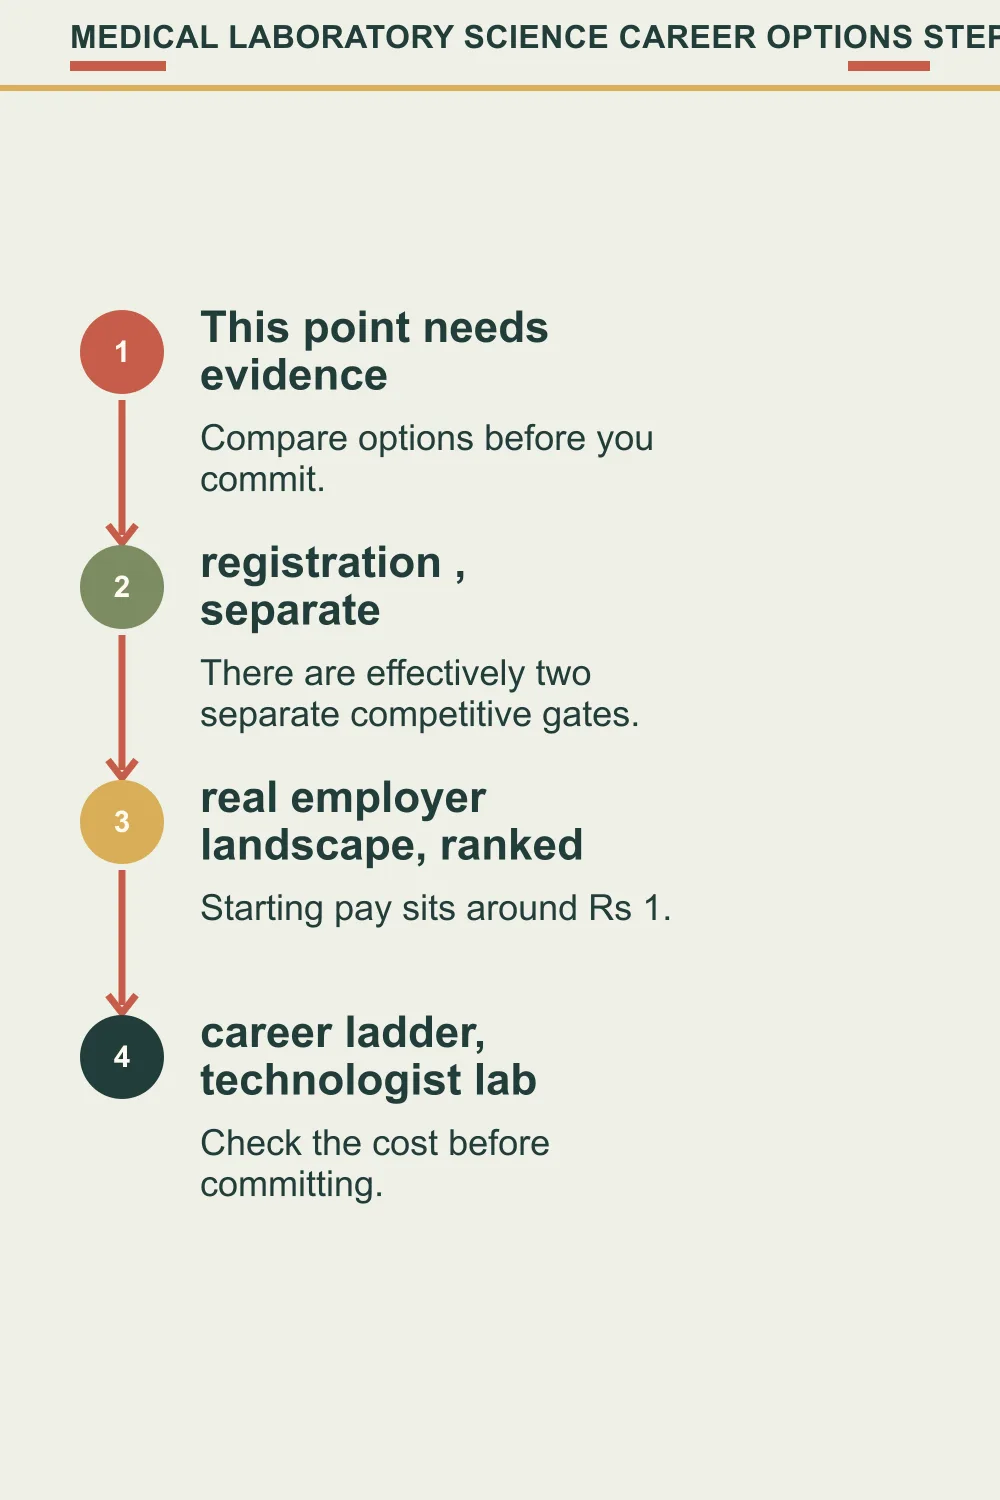 MEDICAL LABORATORY SCIENCE CAREER OPTIONS STEP
1
This point needs
evidence
Compare options before you
commit.
2
registration ,
separate
There are effectively two
separate competitive gates.
3
real employer
landscape, ranked
Starting pay sits around Rs 1.
4
career ladder,
technologist lab
Check the cost before
committing.